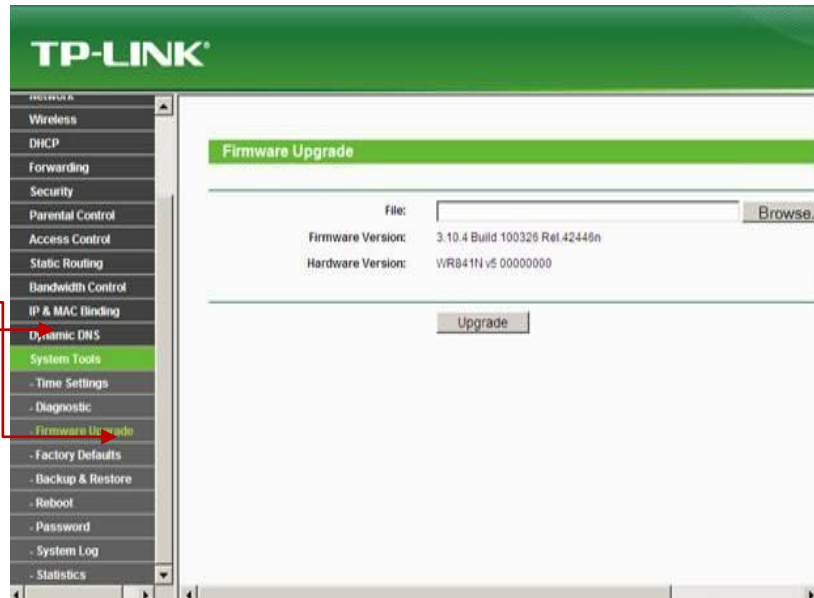 TP-LINK®
Network
Wireless
DHCP
Forwarding
Security
Parental Control
Access Control
Static Routing
Bandwidth Control
IP & MAC Binding
Dynamic DNS
System Tools
- Time Settings
- Diagnostic
- Firmware Upgrade
- Factory Defaults
- Backup & Restore
- Reboot
- Password
- System Log
- Statistics
Firmware Upgrade
File:
Browse.
Firmware Version: 3.10.4 Build 100326 Rel.42446n
Hardware Version: WR841N v5 00000000
Upgrade